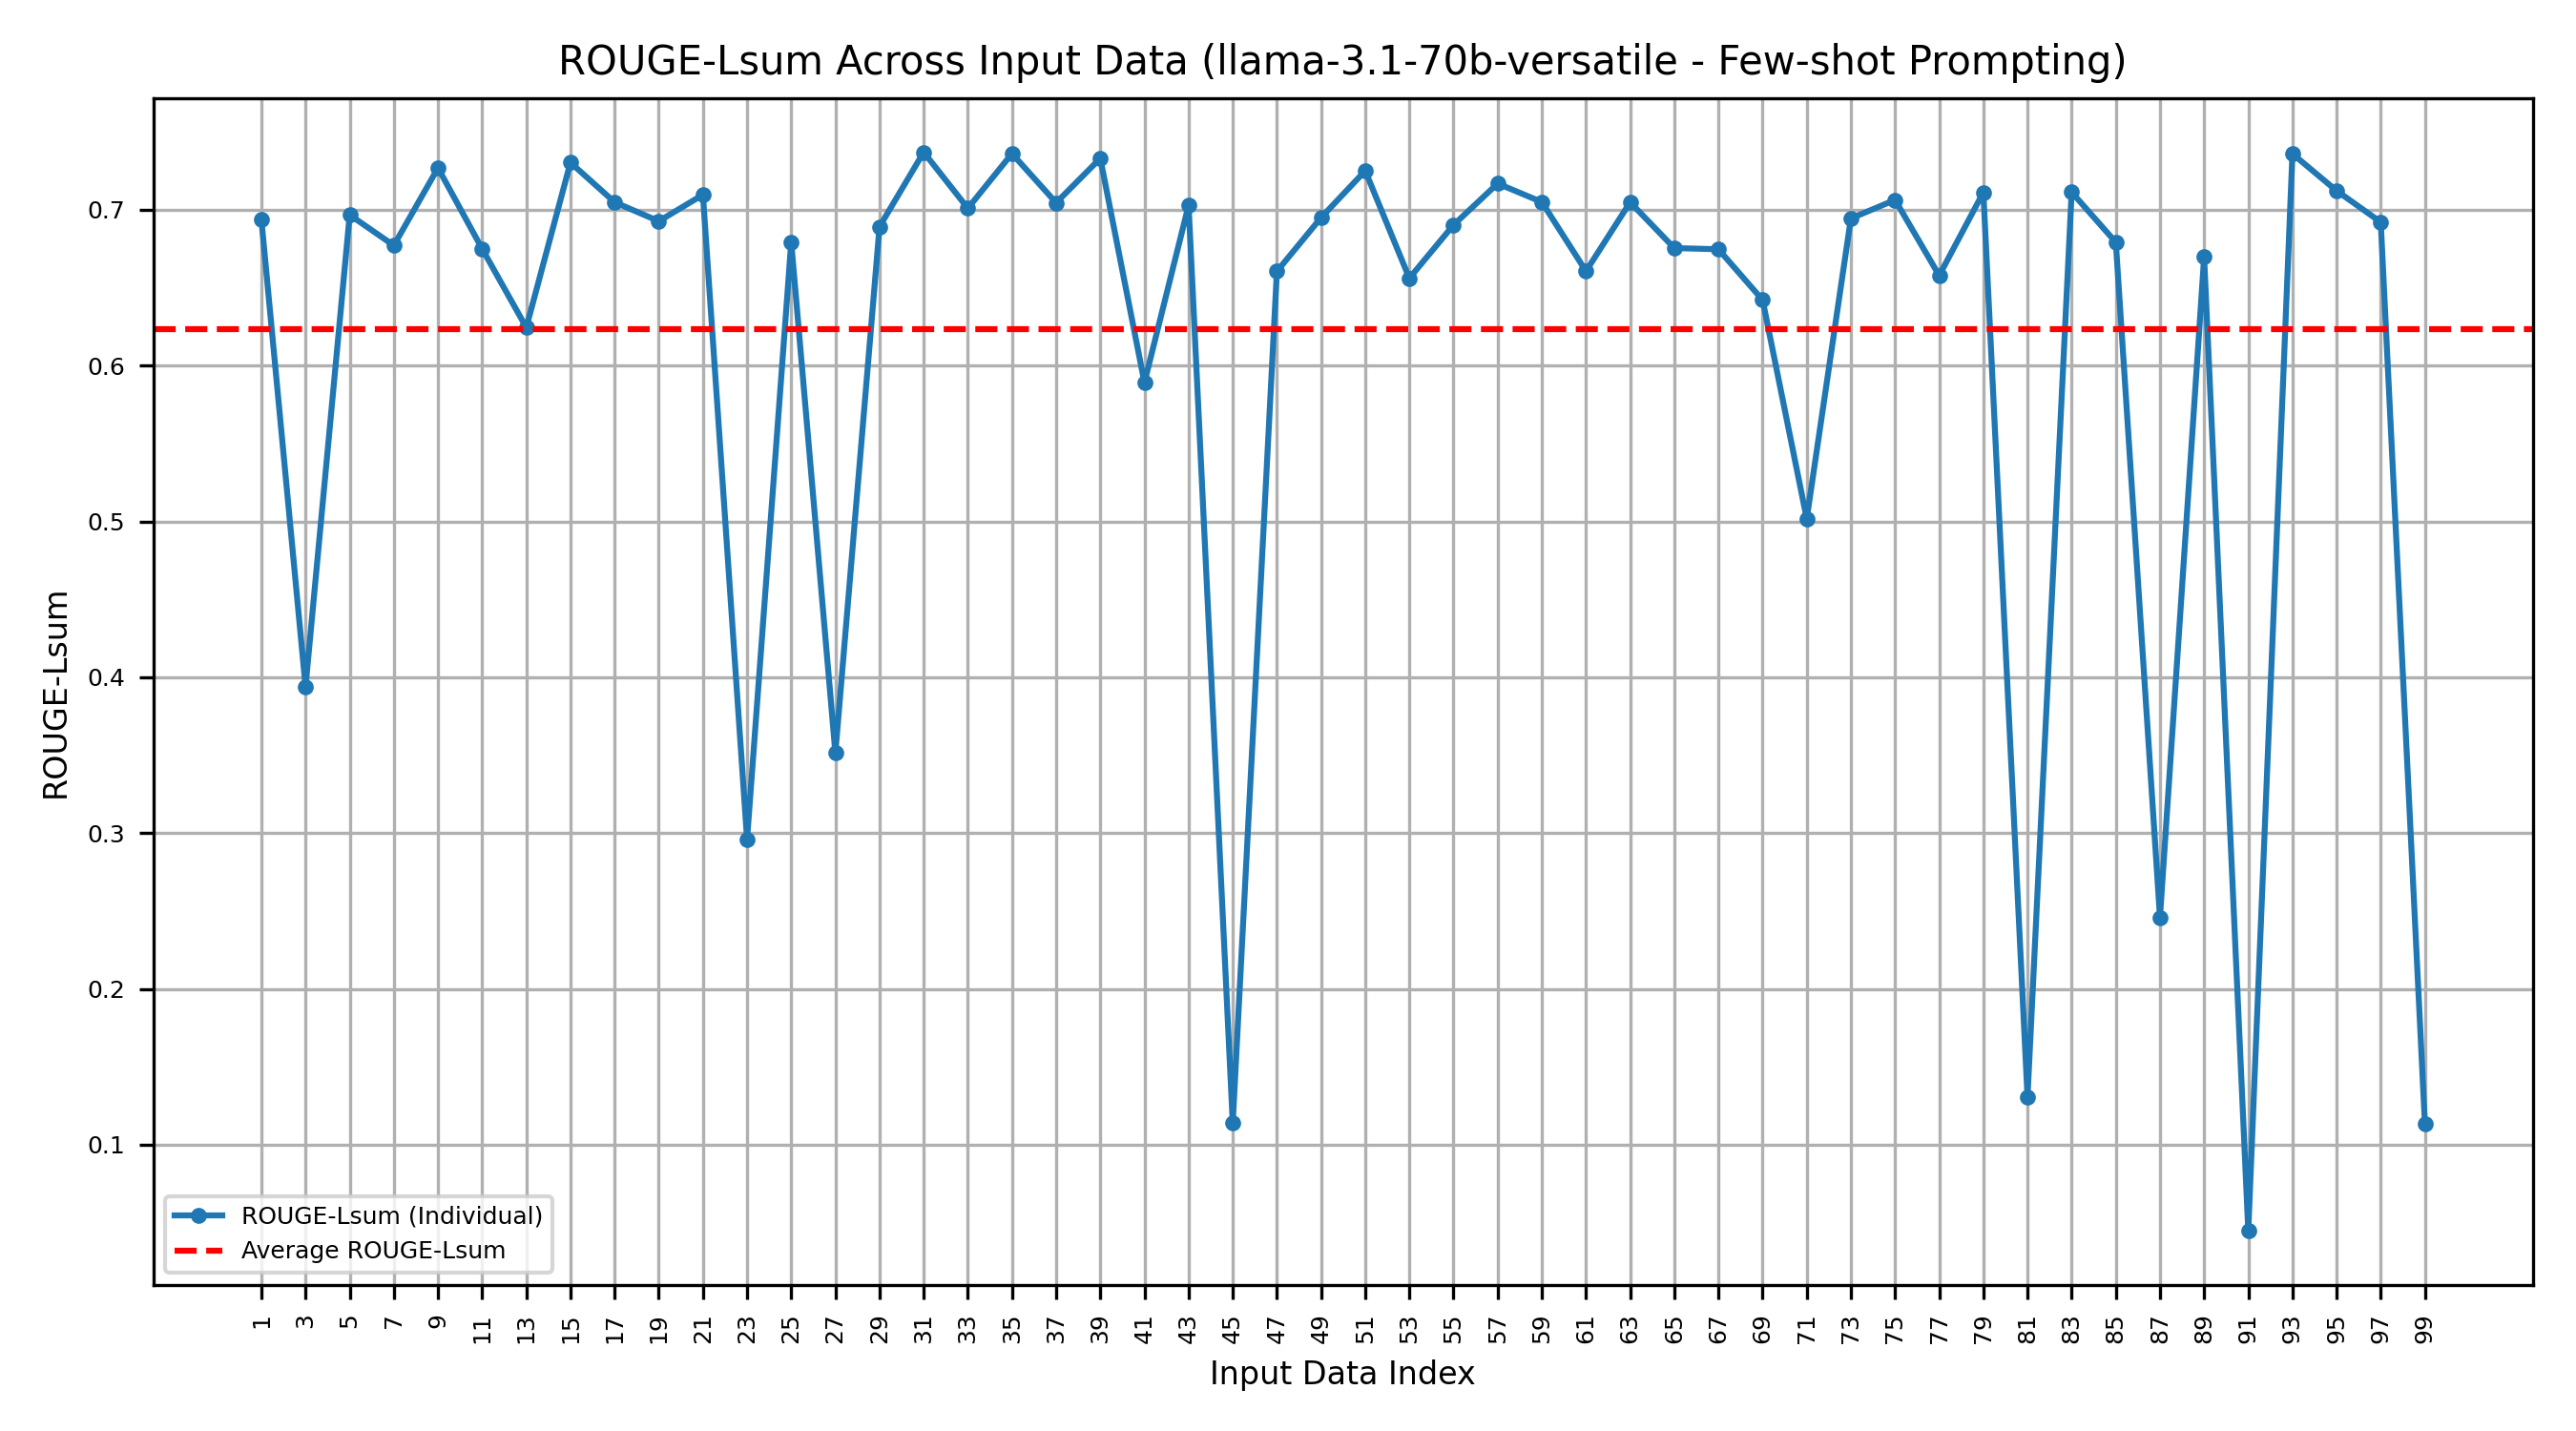 ROUGE-Lsum Across Input Data (llama-3.1-70b-versatile - Few-shot Prompting)
ROUGE-Lsum
0.7
0.6
0.5
0.4
0.3
0.2
0.1
ROUGE-Lsum (Individual)
Average ROUGE-Lsum
1 3 5 7 9 11 13 15 17 19 21 23 25 27 29 31 33 35 37 39 41 43 45 47 49 51 53 55 57 59 61 63 65 67 69 71 73 75 77 79 81 83 85 87 89 91 93 95 97 99
Input Data Index